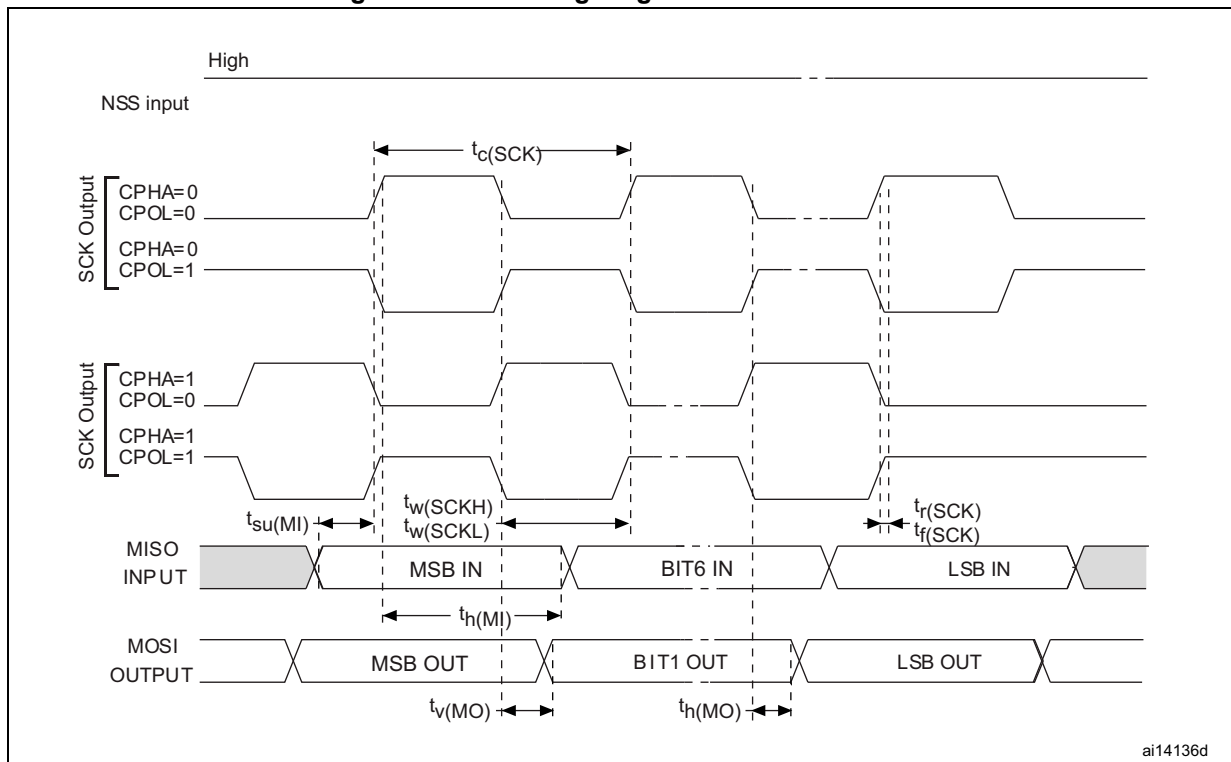 High
NSS input
tc(SCK)
SCK Output
CPHA=0
CPOL=0
CPHA=0
CPOL=1
SCK Output
CPHA=1
CPOL=0
CPHA=1
CPOL=1
tsu(MI)
tw(SCKH)
tw(SCKL)
tr(SCK)
tf(SCK)
MISO
INPUT
MSB IN
BIT6 IN
LSB IN
th(MI)
MOSI
OUTPUT
MSB OUT
BIT1 OUT
LSB OUT
tv(MO)
th(MO)
ai14136d